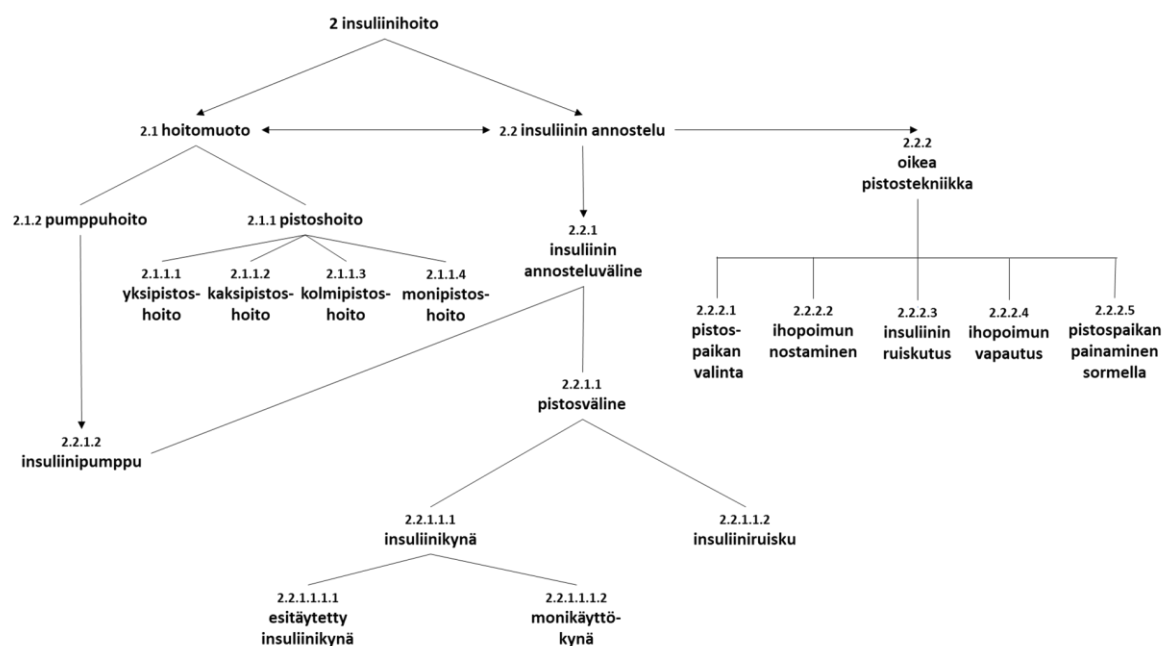 2 insuliinihoito
2.1 hoitomuoto
2.2 insuliinin annostelu
2.2.2
oikea
pistostekniikka
2.1.2 pumppuhoito
2.1.1 pistoshoito
2.2.1
insuliinin
annosteluväline
2.1.1.1
yksipistos-
hoito
2.1.1.2
kaksipistos-
hoito
2.1.1.3
kolmipistos-
hoito
2.1.1.4
monipistos-
hoito
2.2.2.1
pistos-
paikan
valinta
2.2.2.2
ihopoimun
nostaminen
2.2.2.3
insuliinin
ruiskutus
2.2.2.4
ihopoimun
vapautus
2.2.2.5
pistospaikan
painaminen
sormella
2.2.1.1
pistosväline
2.2.1.2
insuliinipumppu
2.2.1.1.1
insuliinikynä
2.2.1.1.2
insuliiniruisku
2.2.1.1.1.1
esitäytetty
insuliinikynä
2.2.1.1.1.2
monikäyttö-
kynä